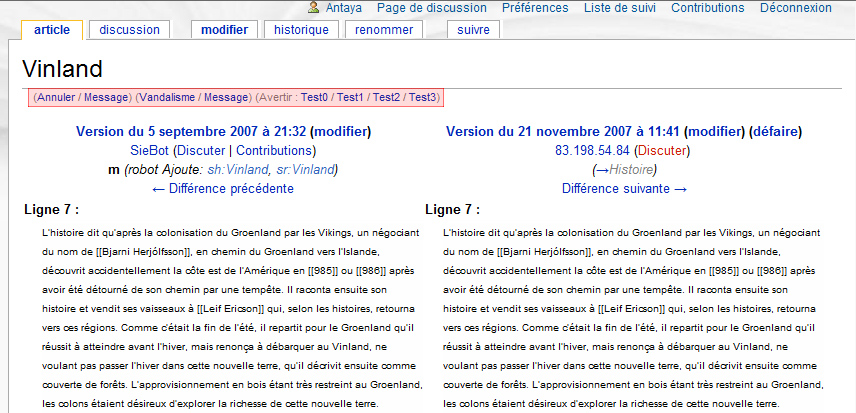 Antaya Page de discussion Préférences Liste de suivi Contributions Déconnexion
article discussion modifier historique renommer suivre
Vinland
(Annuler / Message) (Vandalisme / Message) (Avertir : Test0 / Test1 / Test2 / Test3)
Version du 5 septembre 2007 à 21:32 (modifier)
SieBot (Discuter | Contributions)
m (robot Ajoute: sh:Vinland, sr:Vinland)
← Différence précédente
Ligne 7 :
L'histoire dit qu'après la colonisation du Groenland par les Vikings, un négociant
du nom de [[Bjarni Herjólfsson]], en chemin du Groenland vers l'Islande,
découvrit accidentellement la côte est de l'Amérique en [[985]] ou [[986]] après
avoir été détourné de son chemin par une tempête. Il raconta ensuite son
histoire et vendit ses vaisseaux à [[Leif Ericson]] qui, selon les histoires, retourna
vers ces régions. Comme c'était la fin de l'été, il repartit pour le Groenland qu'il
réussit à atteindre avant l'hiver, mais renonça à débarquer au Vinland, ne
voulant pas passer l'hiver dans cette nouvelle terre, qu'il décrivit ensuite comme
couverte de forêts. L'approvisionnement en bois étant très restreint au Groenland,
les colons étaient désireux d'explorer la richesse de cette nouvelle terre.
Version du 21 novembre 2007 à 11:41 (modifier) (défaire)
83.198.54.84 (Discuter)
(→Histoire)
Différence suivante →
Ligne 7 :
L'histoire dit qu'après la colonisation du Groenland par les Vikings, un négociant
du nom de [[Bjarni Herjólfsson]], en chemin du Groenland vers l'Islande,
découvrit accidentellement la côte est de l'Amérique en [[985]] ou [[986]] après
avoir été détourné de son chemin par une tempête. Il raconta ensuite son
histoire et vendit ses vaisseaux à [[Leif Ericson]] qui, selon les histoires, retourna
vers ces régions. Comme c'était la fin de l'été, il repartit pour le Groenland qu'il
réussit à atteindre avant l'hiver, mais renonça à débarquer au Vinland, ne
voulant pas passer l'hiver dans cette nouvelle terre, qu'il décrivit ensuite comme
couverte de forêts. L'approvisionnement en bois étant très restreint au Groenland,
les colons étaient désireux d'explorer la richesse de cette nouvelle terre.